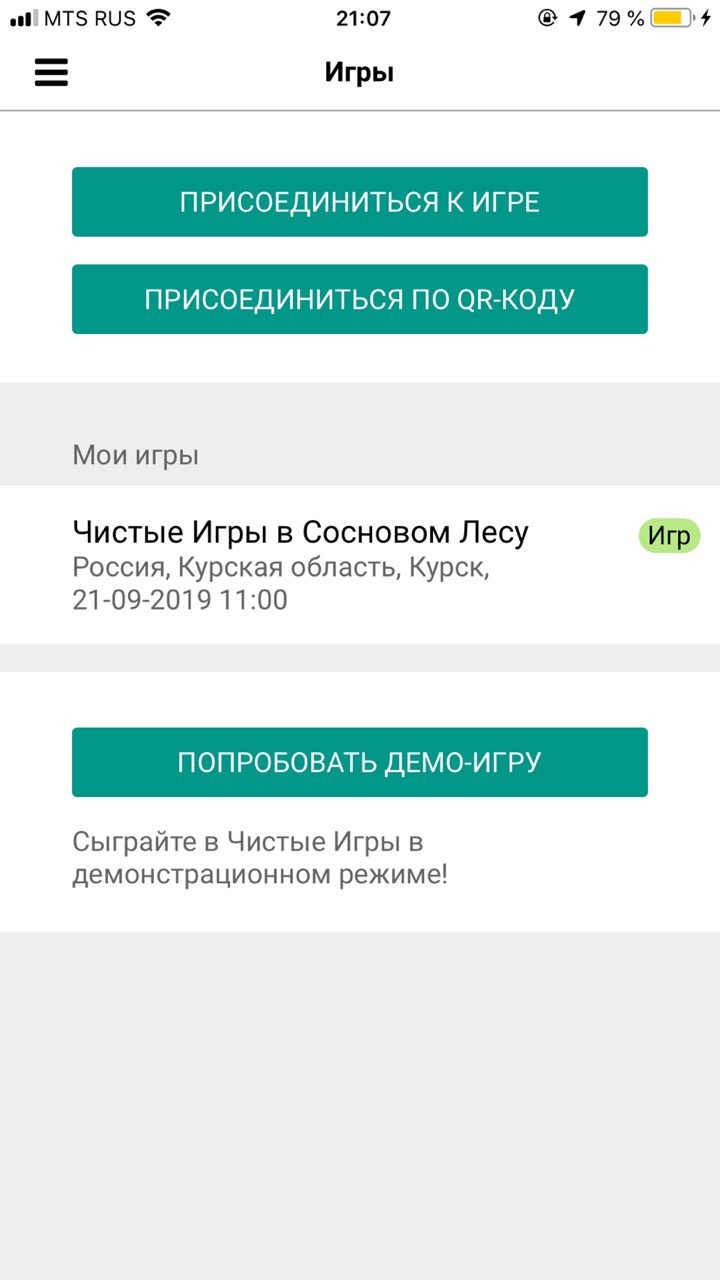 MTS RUS 21:07 79 %
Игры
ПРИСОЕДИНИТЬСЯ К ИГРЕ
ПРИСОЕДИНИТЬСЯ ПО QR-КОДУ
Мои игры
Чистые Игры в Сосновом Лесу Игр
Россия, Курская область, Курск,
21-09-2019 11:00
ПОПРОБОВАТЬ ДЕМО-ИГРУ
Сыграйте в Чистые Игры в
демонстрационном режиме!